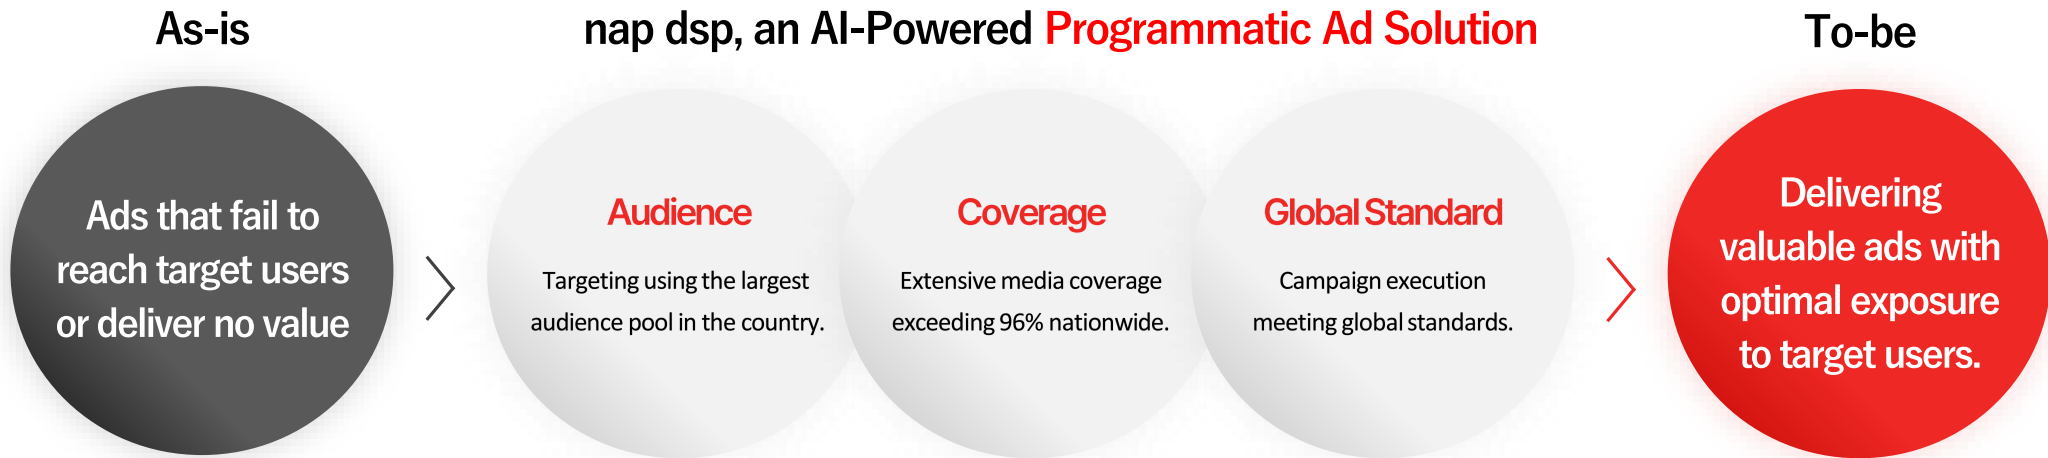 As-is
Ads that fail to
reach target users
or deliver no value
nap dsp, an AI-Powered Programmatic Ad Solution
Audience
Targeting using the largest
audience pool in the country.
Coverage
Extensive media coverage
exceeding 96% nationwide.
Global Standard
Campaign execution
meeting global standards.
To-be
Delivering
valuable ads with
optimal exposure
to target users.